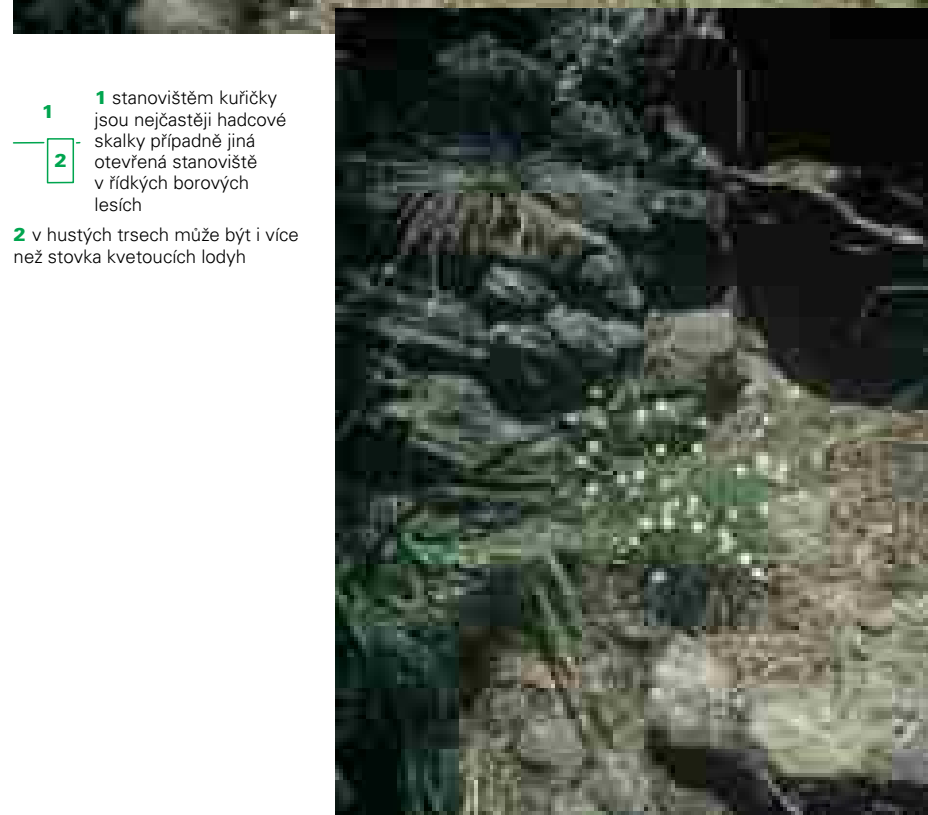 1
2
1 stanovištěm kuřičky
jsou nejčastěji hadcové
skalky případně jiná
otevřená stanoviště
v řídkých borových
lesích
2 v hustých trsech může být i více
než stovka kvetoucích lodyh